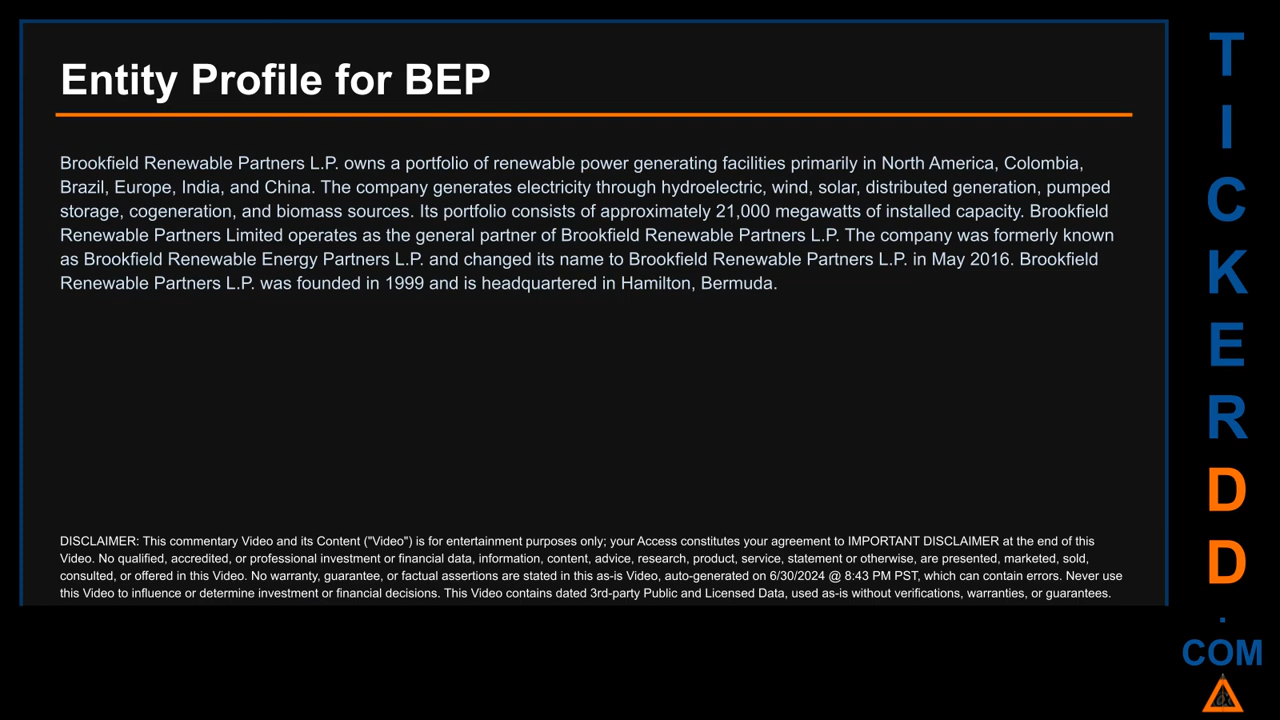 Entity Profile for BEP
Brookfield Renewable Partners L.P. owns a portfolio of renewable power generating facilities primarily in North America, Colombia,
Brazil, Europe, India, and China. The company generates electricity through hydroelectric, wind, solar, distributed generation, pumped
storage, cogeneration, and biomass sources. Its portfolio consists of approximately 21,000 megawatts of installed capacity. Brookfield
Renewable Partners Limited operates as the general partner of Brookfield Renewable Partners L.P. The company was formerly known
as Brookfield Renewable Energy Partners L.P. and changed its name to Brookfield Renewable Partners L.P. in May 2016. Brookfield
Renewable Partners L.P. was founded in 1999 and is headquartered in Hamilton, Bermuda.
DISCLAIMER: This commentary Video and its Content ("Video") is for entertainment purposes only; your Access constitutes your agreement to IMPORTANT DISCLAIMER at the end of this
Video. No qualified, accredited, or professional investment or financial data, information, content, advice, research, product, service, statement or otherwise, are presented, marketed, sold,
consulted, or offered in this Video. No warranty, guarantee, or factual assertions are stated in this as-is Video, auto-generated on 6/30/2024 @ 8:43 PM PST, which can contain errors. Never use
this Video to influence or determine investment or financial decisions. This Video contains dated 3rd-party Public and Licensed Data, used as-is without verifications, warranties, or guarantees.
T
I
C
K
E
R
D
D
.
COM